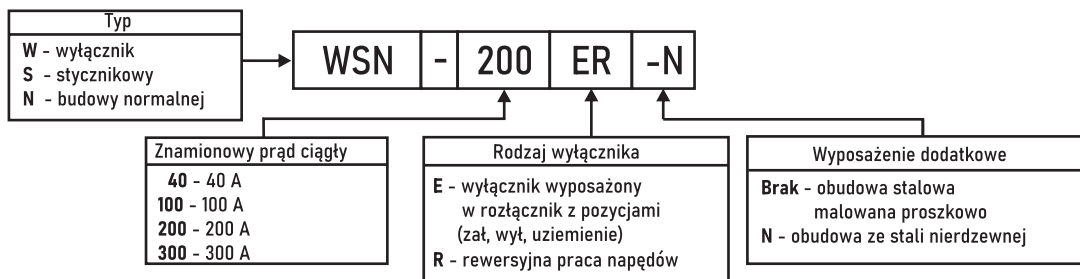 Typ
W - wyłącznik
S - stycznikowy
N - budowy normalnej
WSN - 200 ER -N
Znamionowy prąd ciągły
40 - 40 A
100 - 100 A
200 - 200 A
300 - 300 A
Rodzaj wyłącznika
E - wyłącznik wyposażony
w rozłącznik z pozycjami
(zał, wył, uziemienie)
R - rewersyjna praca napędów
Wyposażenie dodatkowe
Brak - obudowa stalowa
malowana proszkowo
N - obudowa ze stali nierdzewnej